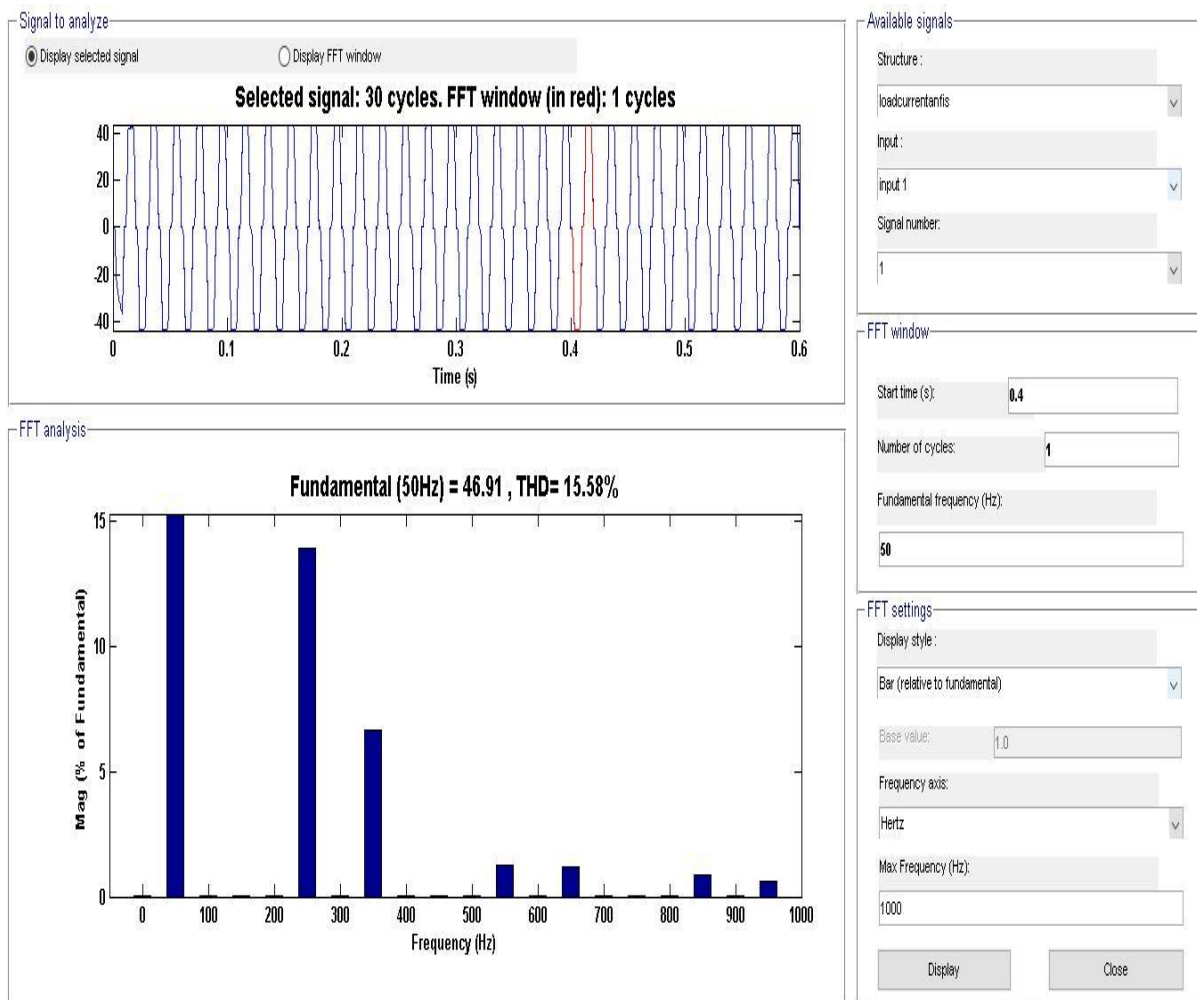 Signal to analyze
Display selected signal
Display FFT window
Selected signal: 30 cycles. FFT window (in red): 1 cycles
40
20
0
-20
-40
0 0.1 0.2 0.3 0.4 0.5 0.6
Time (s)
FFT analysis
Fundamental (50Hz) = 46.91 , THD= 15.58%
15
10
5
0
Mag (% of Fundamental)
0 100 200 300 400 500 600 700 800 900 1000
Frequency (Hz)
Available signals
Structure :
loadcurrentanfis
Input :
input 1
Signal number:
1
FFT window
Start time (s):
0.4
Number of cycles:
1
Fundamental frequency (Hz):
50
FFT settings
Display style :
Bar (relative to fundamental)
Base value:
1.0
Frequency axis:
Hertz
Max Frequency (Hz):
1000
Display
Close